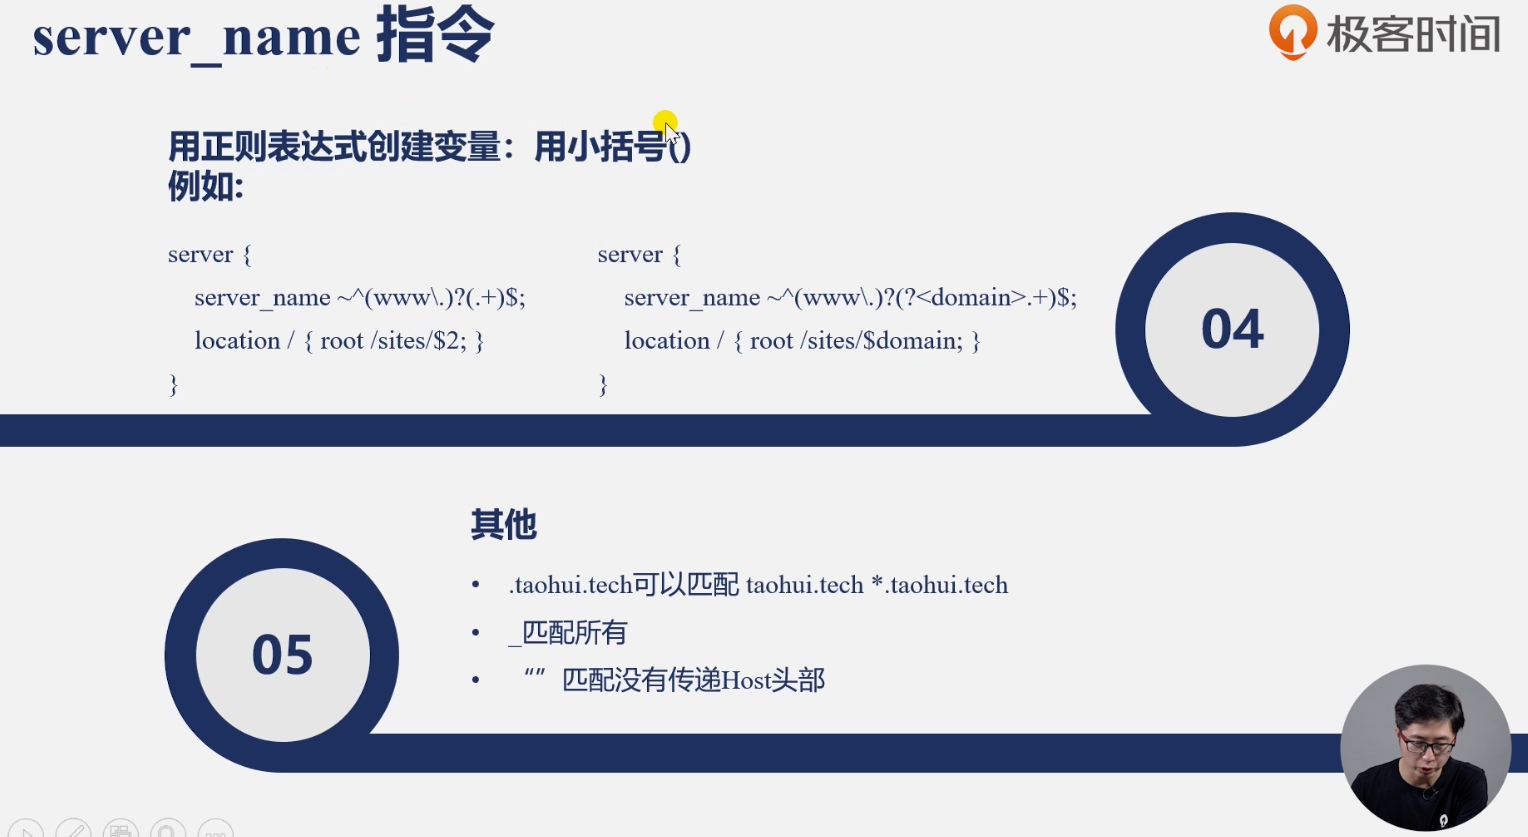 server_name 指令
极客时间
用正则表达式创建变量：用小括号()
例如:
server {
server_name ~^(www\.)?(.+)$;
location / { root /sites/$2; }
}
server {
server_name ~^(www\.)?(?<domain>.+)$;
location / { root /sites/$domain; }
}
04
其他
• .taohui.tech可以匹配 taohui.tech *.taohui.tech
• _匹配所有
• “” 匹配没有传递Host头部
05